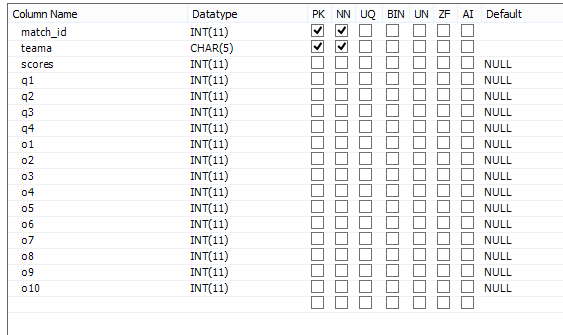 Column Name Datatype PK NN UQ BIN UN ZF AI Default
match_id INT(11)
teama CHAR(5)
scores INT(11) NULL
q1 INT(11) NULL
q2 INT(11) NULL
q3 INT(11) NULL
q4 INT(11) NULL
o1 INT(11) NULL
o2 INT(11) NULL
o3 INT(11) NULL
o4 INT(11) NULL
o5 INT(11) NULL
o6 INT(11) NULL
o7 INT(11) NULL
o8 INT(11) NULL
o9 INT(11) NULL
o10 INT(11) NULL